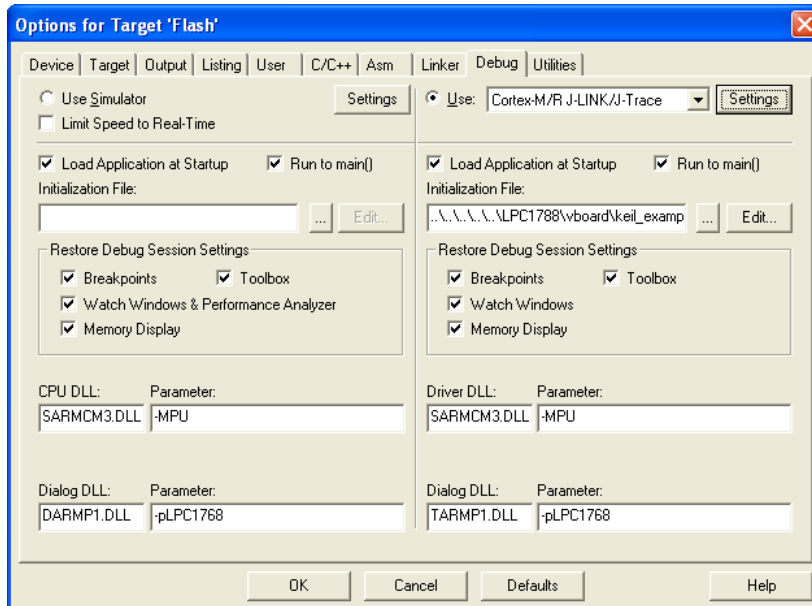 Options for Target 'Flash'
Device Target Output Listing User C/C++ Asm Linker Debug Utilities
Use Simulator Settings
Limit Speed to Real-Time
Use: Cortex-M/R J-LINK/J-Trace Settings
Load Application at Startup Run to main()
Initialization File:
... Edit...
Load Application at Startup Run to main()
Initialization File:
..\..\..\..\..\LPC1788\vboard\keil_examp ... Edit...
Restore Debug Session Settings
Breakpoints Toolbox
Watch Windows & Performance Analyzer
Memory Display
Restore Debug Session Settings
Breakpoints Toolbox
Watch Windows
Memory Display
CPU DLL: Parameter:
SARMCM3.DLL -MPU
Driver DLL: Parameter:
SARMCM3.DLL -MPU
Dialog DLL: Parameter:
DARMP1.DLL -pLPC1768
Dialog DLL: Parameter:
TARMP1.DLL -pLPC1768
OK Cancel Defaults Help